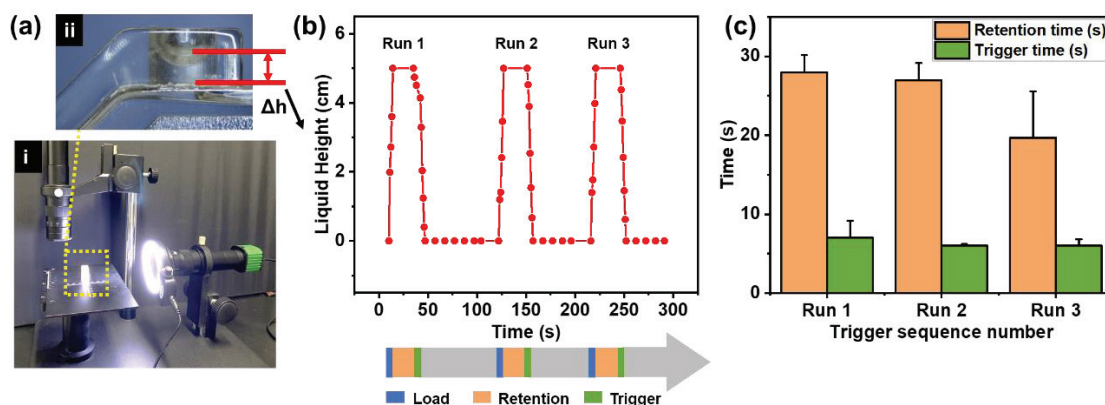 (a)
ii
Δh
i
(b)
Run 1
Run 2
Run 3
Liquid Height (cm)
6
4
2
0
0
50
100
150
200
250
300
Time (s)
Load
Retention
Trigger
(c)
Retention time (s)
Trigger time (s)
Time (s)
30
20
10
0
Run 1
Run 2
Run 3
Trigger sequence number